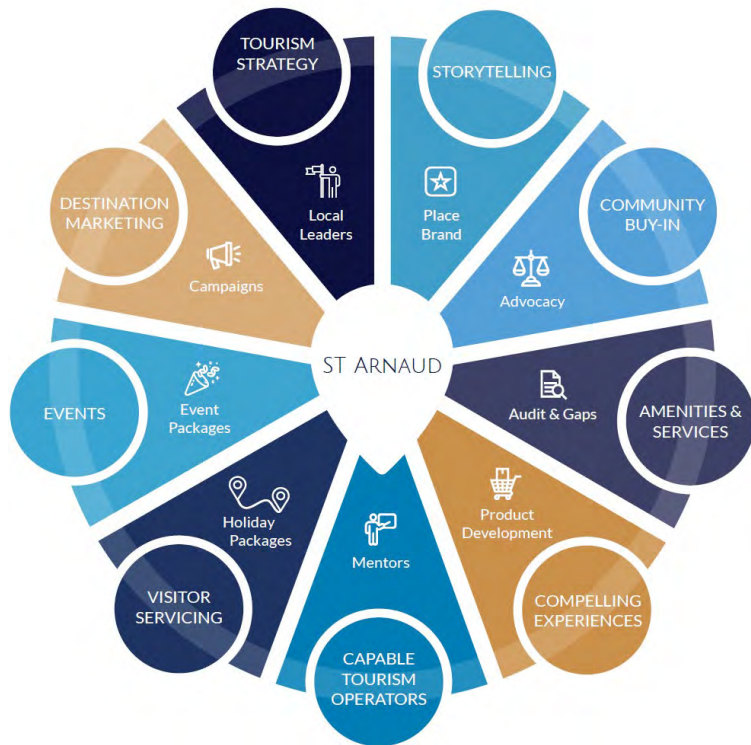 TOURISM
STRATEGY
Local
Leaders
STORYTELLING
Place
Brand
COMMUNITY
BUY-IN
Advocacy
AMENITIES &
SERVICES
Audit & Gaps
COMPELLING
EXPERIENCES
Product
Development
CAPABLE
TOURISM
OPERATORS
Mentors
VISITOR
SERVICING
Holiday
Packages
EVENTS
Event
Packages
DESTINATION
MARKETING
Campaigns
ST ARNAUD